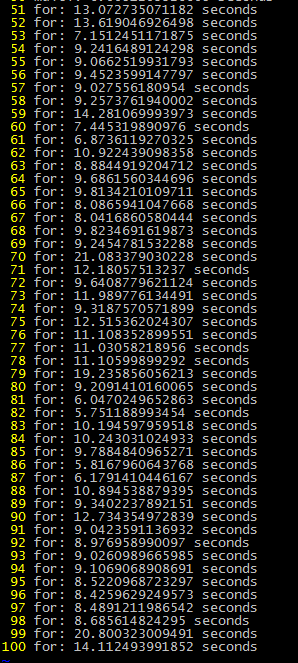 51 for: 9.0707735071182 seconds
52 for: 13.619046926498 seconds
53 for: 7.1512451171875 seconds
54 for: 9.2416489124298 seconds
55 for: 9.0662519931793 seconds
56 for: 9.4523599147797 seconds
57 for: 9.027556180954 seconds
58 for: 9.2573761940002 seconds
59 for: 14.281069993973 seconds
60 for: 7.445319890976 seconds
61 for: 6.8736119270325 seconds
62 for: 10.922439098358 seconds
63 for: 8.8844919204712 seconds
64 for: 9.6861560344696 seconds
65 for: 9.8134210109711 seconds
66 for: 8.0865941047668 seconds
67 for: 8.0416860580444 seconds
68 for: 9.8234691619873 seconds
69 for: 9.2454781532288 seconds
70 for: 21.083379030228 seconds
71 for: 12.18057513237 seconds
72 for: 9.6408779621124 seconds
73 for: 11.989776134491 seconds
74 for: 9.3187570571899 seconds
75 for: 12.515362024307 seconds
76 for: 11.108352899551 seconds
77 for: 11.03058218956 seconds
78 for: 11.10599899292 seconds
79 for: 19.235856056213 seconds
80 for: 9.2091410160065 seconds
81 for: 6.0470249652863 seconds
82 for: 5.751188993454 seconds
83 for: 10.194597959518 seconds
84 for: 10.243031024933 seconds
85 for: 9.7884840965271 seconds
86 for: 5.8167960643768 seconds
87 for: 6.1791410446167 seconds
88 for: 10.894538879395 seconds
89 for: 9.3402237892151 seconds
90 for: 12.734354972839 seconds
91 for: 9.0423591136932 seconds
92 for: 8.976958990097 seconds
93 for: 9.0260989665985 seconds
94 for: 9.1069068908691 seconds
95 for: 8.5220968723297 seconds
96 for: 8.4259629249573 seconds
97 for: 8.4891211986542 seconds
98 for: 8.685614824295 seconds
99 for: 20.800323009491 seconds
100 for: 14.112493991852 seconds